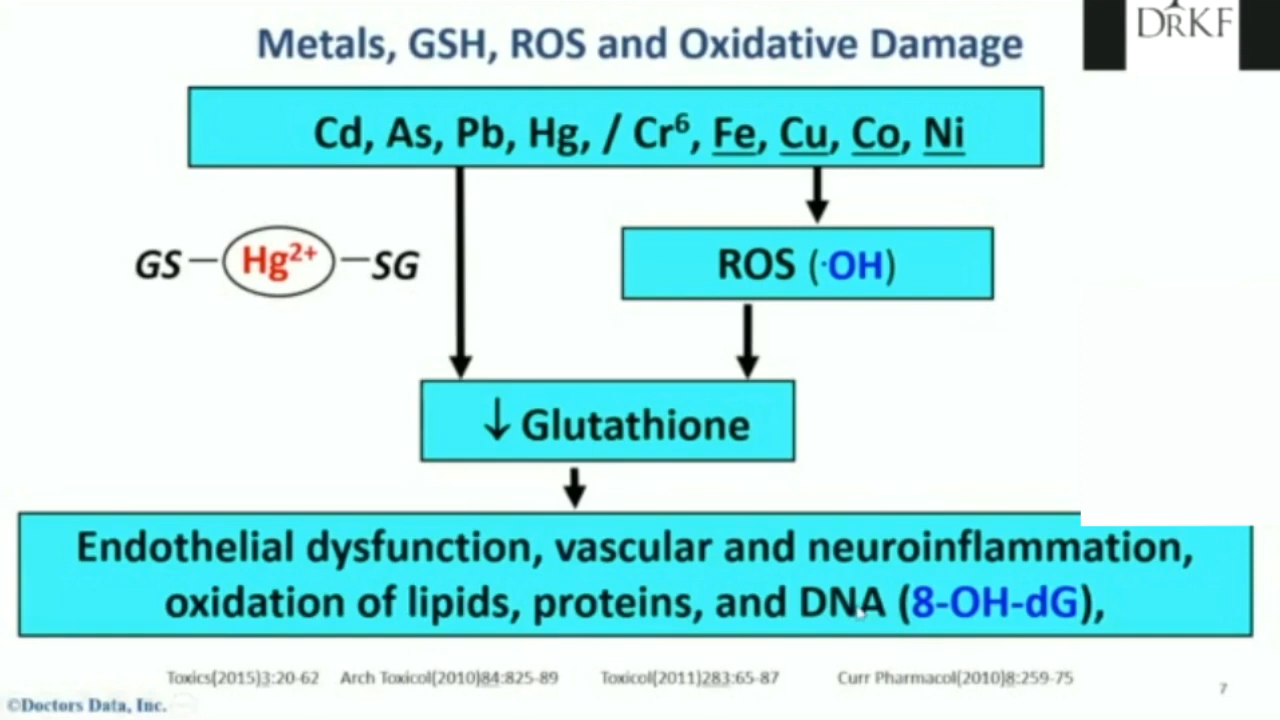 Metals, GSH, ROS and Oxidative Damage
DRKF
Cd, As, Pb, Hg, / Cr⁶, Fe, Cu, Co, Ni
GS — Hg²⁺ — SG
ROS (·OH)
↓ Glutathione
Endothelial dysfunction, vascular and neuroinflammation,
oxidation of lipids, proteins, and DNA (8-OH-dG),
Toxics(2015)3:20-62 Arch Toxicol(2010)84:825-89 Toxicol(2011)283:65-87 Curr Pharmacol(2010)8:259-75
7
©Doctors Data, Inc.